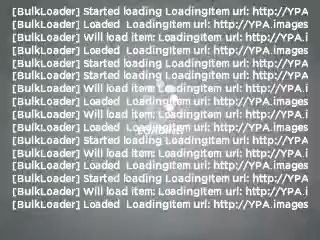 [BulkLoader] Started loading LoadingItem url: http://YPA
[BulkLoader] Loaded  LoadingItem url: http://YPA.images
[BulkLoader] Will load item: LoadingItem url: http://YPA.i
[BulkLoader] Loaded  LoadingItem url: http://YPA.images
[BulkLoader] Started loading LoadingItem url: http://YPA
[BulkLoader] Loaded  LoadingItem url: http://YPA.images
[BulkLoader] Will load item: LoadingItem url: http://YPA.i
[BulkLoader] Loaded  LoadingItem url: http://YPA.images
[BulkLoader] Will load item: LoadingItem url: http://YPA.i
[BulkLoader] Loaded  LoadingItem url: http://YPA.images
[BulkLoader] Started loading LoadingItem url: http://YPA
[BulkLoader] Will load item: LoadingItem url: http://YPA.i
[BulkLoader] Loaded  LoadingItem url: http://YPA.images
[BulkLoader] Started loading LoadingItem url: http://YPA
[BulkLoader] Will load item: LoadingItem url: http://YPA.i
[BulkLoader] Loaded  LoadingItem url: http://YPA.images